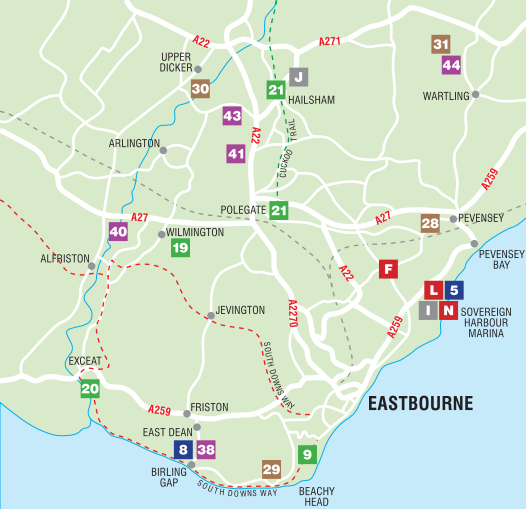 A22
A271
UPPER
DICKER
31
44
J
30
21
HAILSHAM
WARTLING
43
A22
CUCKOO TRAIL
ARLINGTON
41
A259
POLEGATE
21
A27
A27
28
PEVENSEY
40
WILMINGTON
19
ALFRISTON
PEVENSEY
BAY
F
A22
L
5
I
N
SOVEREIGN
HARBOUR
MARINA
JEVINGTON
A2270
A259
SOUTH DOWNS WAY
EXCEAT
20
EASTBOURNE
A259
FRISTON
EAST DEAN
8
38
9
BIRLING
GAP
29
SOUTH DOWNS WAY
BEACHY
HEAD